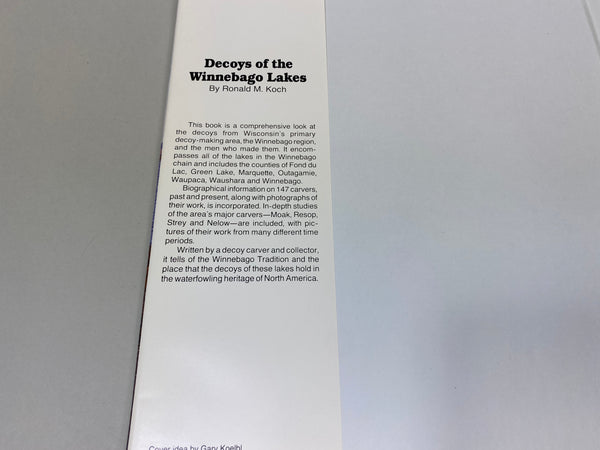 Decoys of the
Winnebago Lakes
By Ronald M. Koch
This book is a comprehensive look at
the decoys from Wisconsin's primary
decoy-making area, the Winnebago region,
and the men who made them. It encom-
passes all of the lakes in the Winnebago
chain and includes the counties of Fond du
Lac, Green Lake, Marquette, Outagamie,
Waupaca, Waushara and Winnebago.
Biographical information on 147 carvers,
past and present, along with photographs of
their work, is incorporated. In-depth studies
of the area's major carvers—Moak, Resop,
Strey and Nelow—are included, with pic-
tures of their work from many different time
periods.
Written by a decoy carver and collector,
it tells of the Winnebago Tradition and the
place that the decoys of these lakes hold in
the waterfowling heritage of North America.
Cover idea by Gary Koelbl